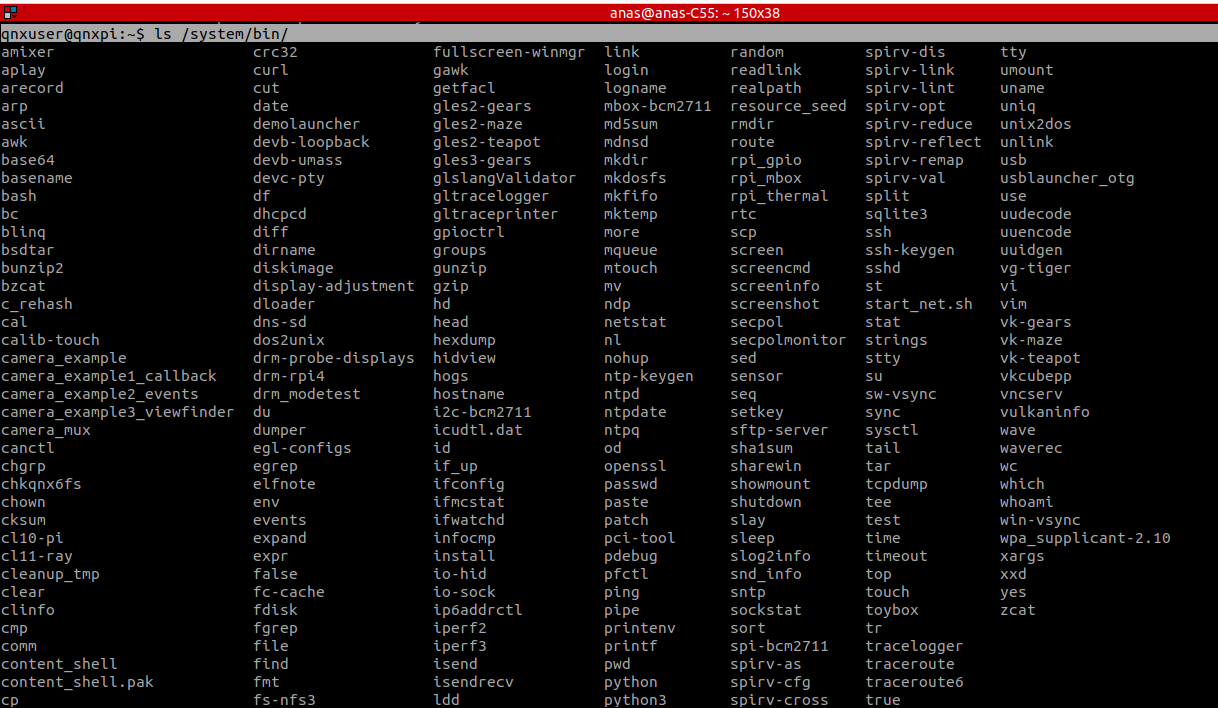 anas@anas-C55: ~ 150x38
qnxuser@qnxpi:~$ ls /system/bin/
amixer crc32 fullscreen-winmgr link random spirv-dis tty
aplay curl gawk login readlink spirv-link umount
arecord cut getfacl logname realpath spirv-lint uname
arp date gles2-gears mbox-bcm2711 resource_seed spirv-opt uniq
ascii demolauncher gles2-maze md5sum rmdir spirv-reduce unix2dos
awk devb-loopback gles2-teapot mdnsd route spirv-reflect unlink
base64 devb-umass gles3-gears mkdir rpi_gpio spirv-remap usb
basename devc-pty glslangValidator mkdosfs rpi_mbox spirv-val usblauncher_otg
bash df gltracelogger mkfifo rpi_thermal split use
bc dhcpcd gltraceprinter mktemp rtc sqlite3 uudecode
blinq diff gpioctrl more scp ssh uuencode
bsdtar dirname groups mqueue screen ssh-keygen uuidgen
bunzip2 diskimage gunzip mtouch screencmd sshd vg-tiger
bzcat display-adjustment gzip mv screeninfo st vi
c_rehash dloader hd ndp screenshot start_net.sh vim
cal dns-sd head netstat secpol stat vk-gears
calib-touch dos2unix hexdump nl secpolmonitor strings vk-maze
camera_example drm-probe-displays hidview nohup sed stty vk-teapot
camera_example1_callback drm-rpi4 hogs ntp-keygen sensor su vkcubepp
camera_example2_events drm_modetest hostname ntpd seq sw-vsync vncserv
camera_example3_viewfinder du i2c-bcm2711 ntpdate setkey sync vulkaninfo
camera_mux dumper icudtl.dat ntpq sftp-server sysctl wave
canctl egl-configs id od sha1sum tail waverec
chgrp egrep if_up openssl sharewin tar wc
chkqnx6fs elfnote ifconfig passwd showmount tcpdump which
chown env ifmcstat paste shutdown tee whoami
cksum events ifwatchd patch slay test win-vsync
cl10-pi expand infocmp pci-tool sleep time wpa_supplicant-2.10
cl11-ray expr install pdebug slog2info timeout xargs
cleanup_tmp false io-hid pfctl snd_info top xxd
clear fc-cache io-sock ping sntp touch yes
clinfo fdisk ip6addrctl pipe sockstat toybox zcat
cmp fgrep iperf2 printenv sort tr
comm file iperf3 printf spi-bcm2711 tracelogger
content_shell find isend pwd spirv-as traceroute
content_shell.pak fmt isendrecv python spirv-cfg traceroute6
cp fs-nfs3 ldd python3 spirv-cross true